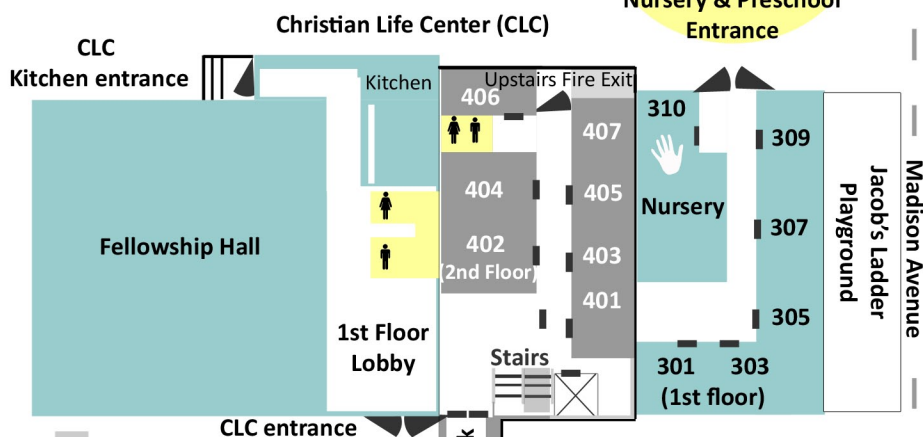 Nursery & Preschool
Entrance
Christian Life Center (CLC)
CLC
Kitchen entrance
Kitchen
Upstairs Fire Exit
406
407
310
309
404
405
Nursery
307
402
(2nd Floor)
403
Fellowship Hall
401
305
1st Floor
Lobby
Stairs
301
303
(1st floor)
CLC entrance
k
Jacob's Ladder
Playground
Madison Avenue